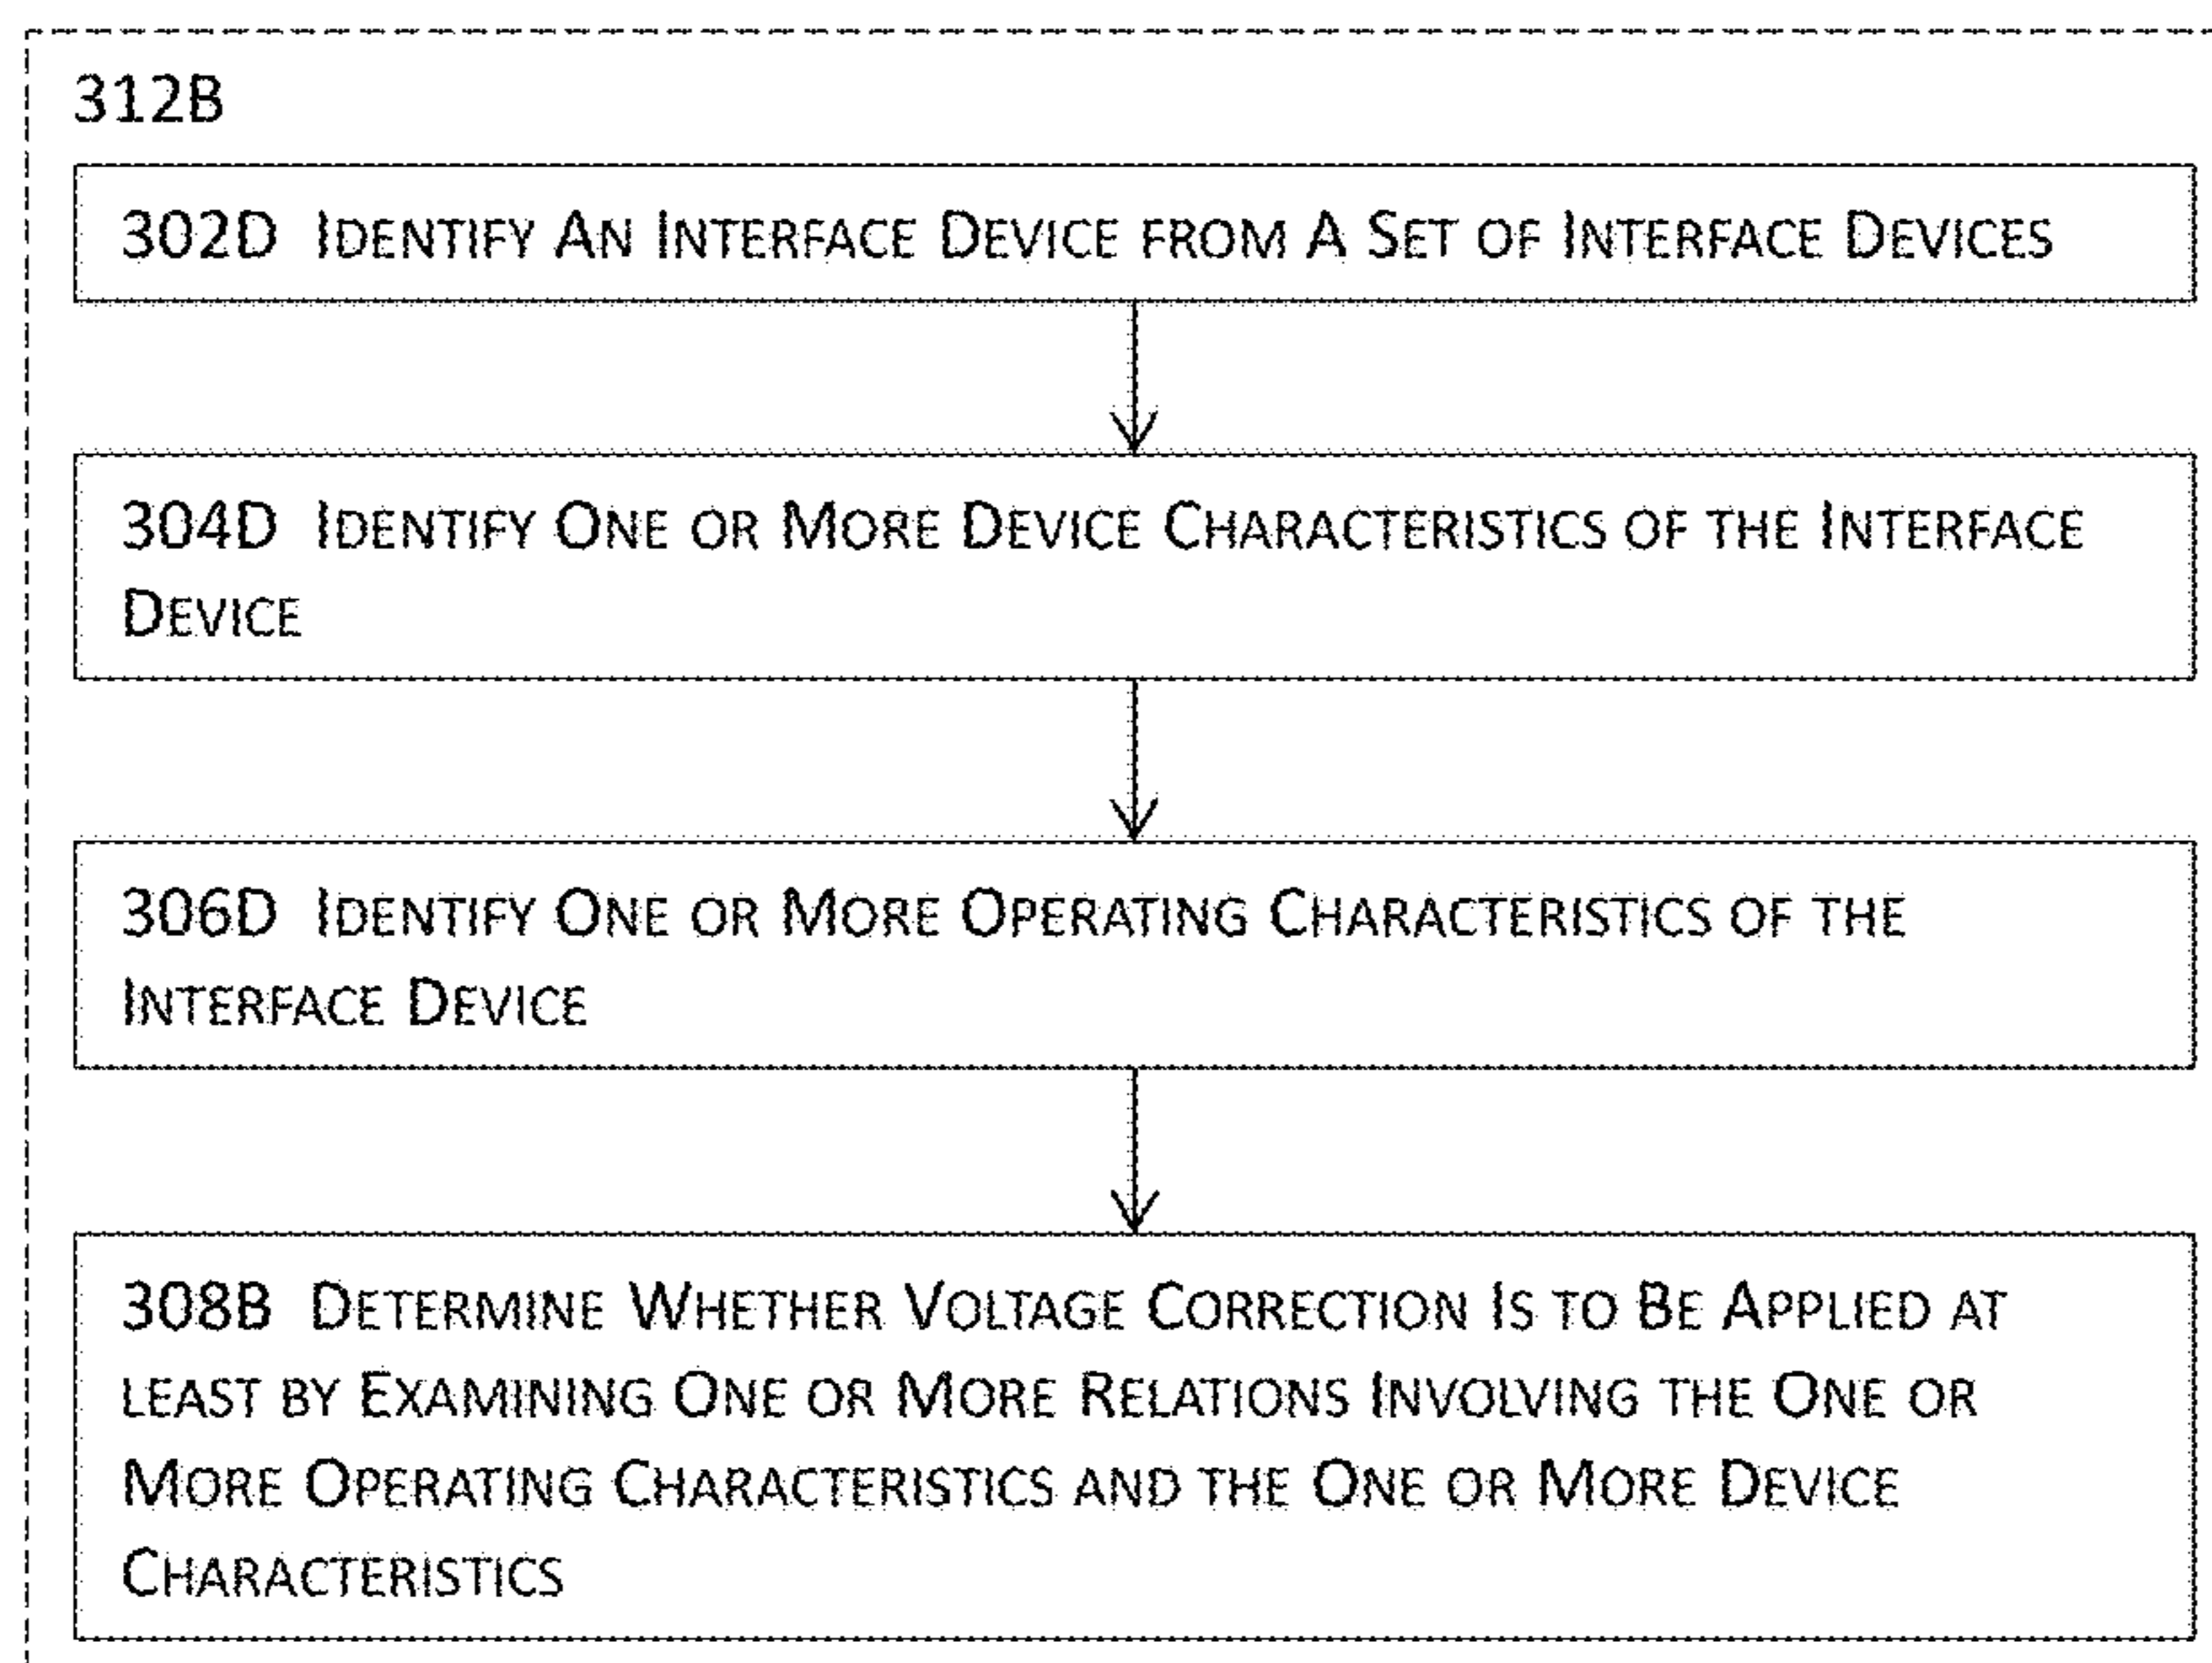 312B
302D Identify An Interface Device from A Set of Interface Devices
304D Identify One or More Device Characteristics of the Interface
Device
306D Identify One or More Operating Characteristics of the
Interface Device
308B Determine Whether Voltage Correction Is to Be Applied at
least by Examining One or More Relations Involving the One or
More Operating Characteristics and the One or More Device
Characteristics